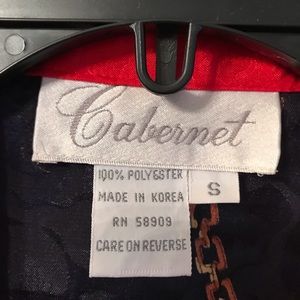 Cabernet
100% POLYESTER
S
MADE IN KOREA
RN 58909
CARE ON REVERSE